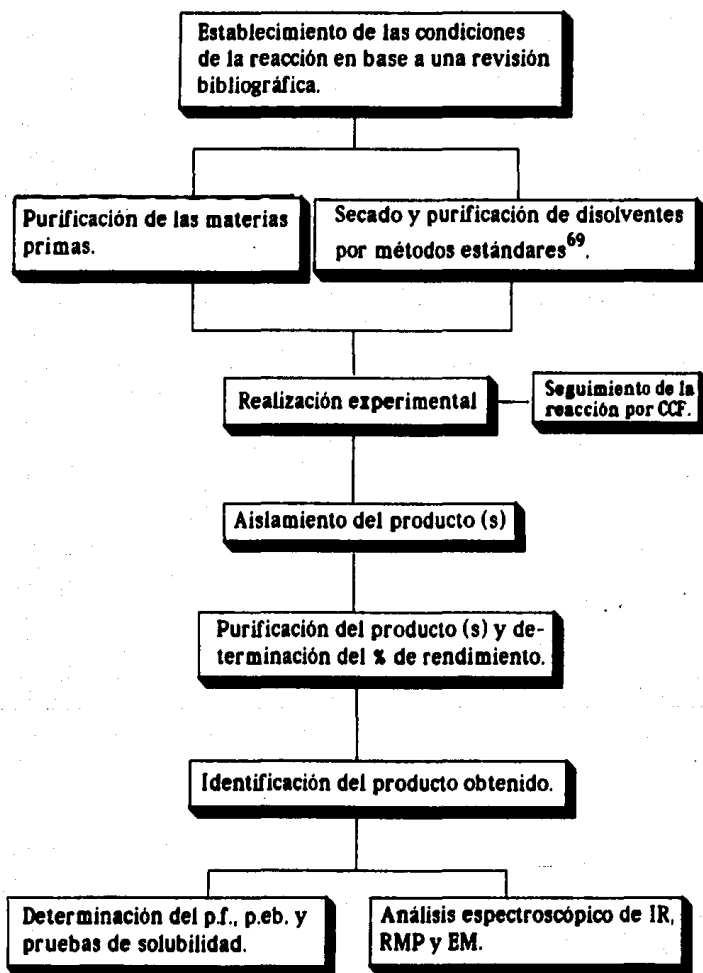 Establecimiento de las condiciones
de la reacción en base a una revisión
bibliográfica.
Purificación de las materias
primas.
Secado y purificación de disolventes
por métodos estándares⁶⁹.
Realización experimental
Seguimiento de la
reacción por CCF.
Aislamiento del producto (s)
Purificación del producto (s) y de-
terminación del % de rendimiento.
Identificación del producto obtenido.
Determinación del p.f., p.eb. y
pruebas de solubilidad.
Análisis espectroscópico de IR,
RMP y EM.